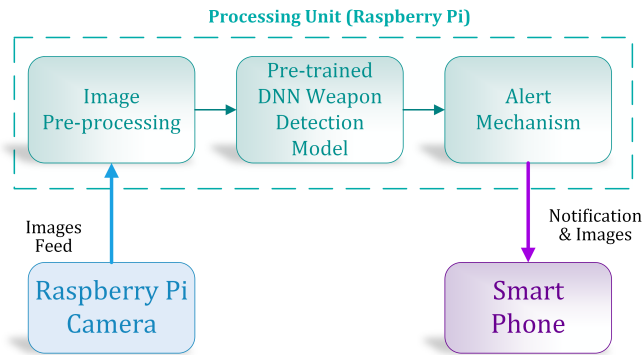 Processing Unit (Raspberry Pi)
Image
Pre-processing
Pre-trained
DNN Weapon
Detection
Model
Alert
Mechanism
Images
Feed
Notification
& Images
Raspberry Pi
Camera
Smart
Phone